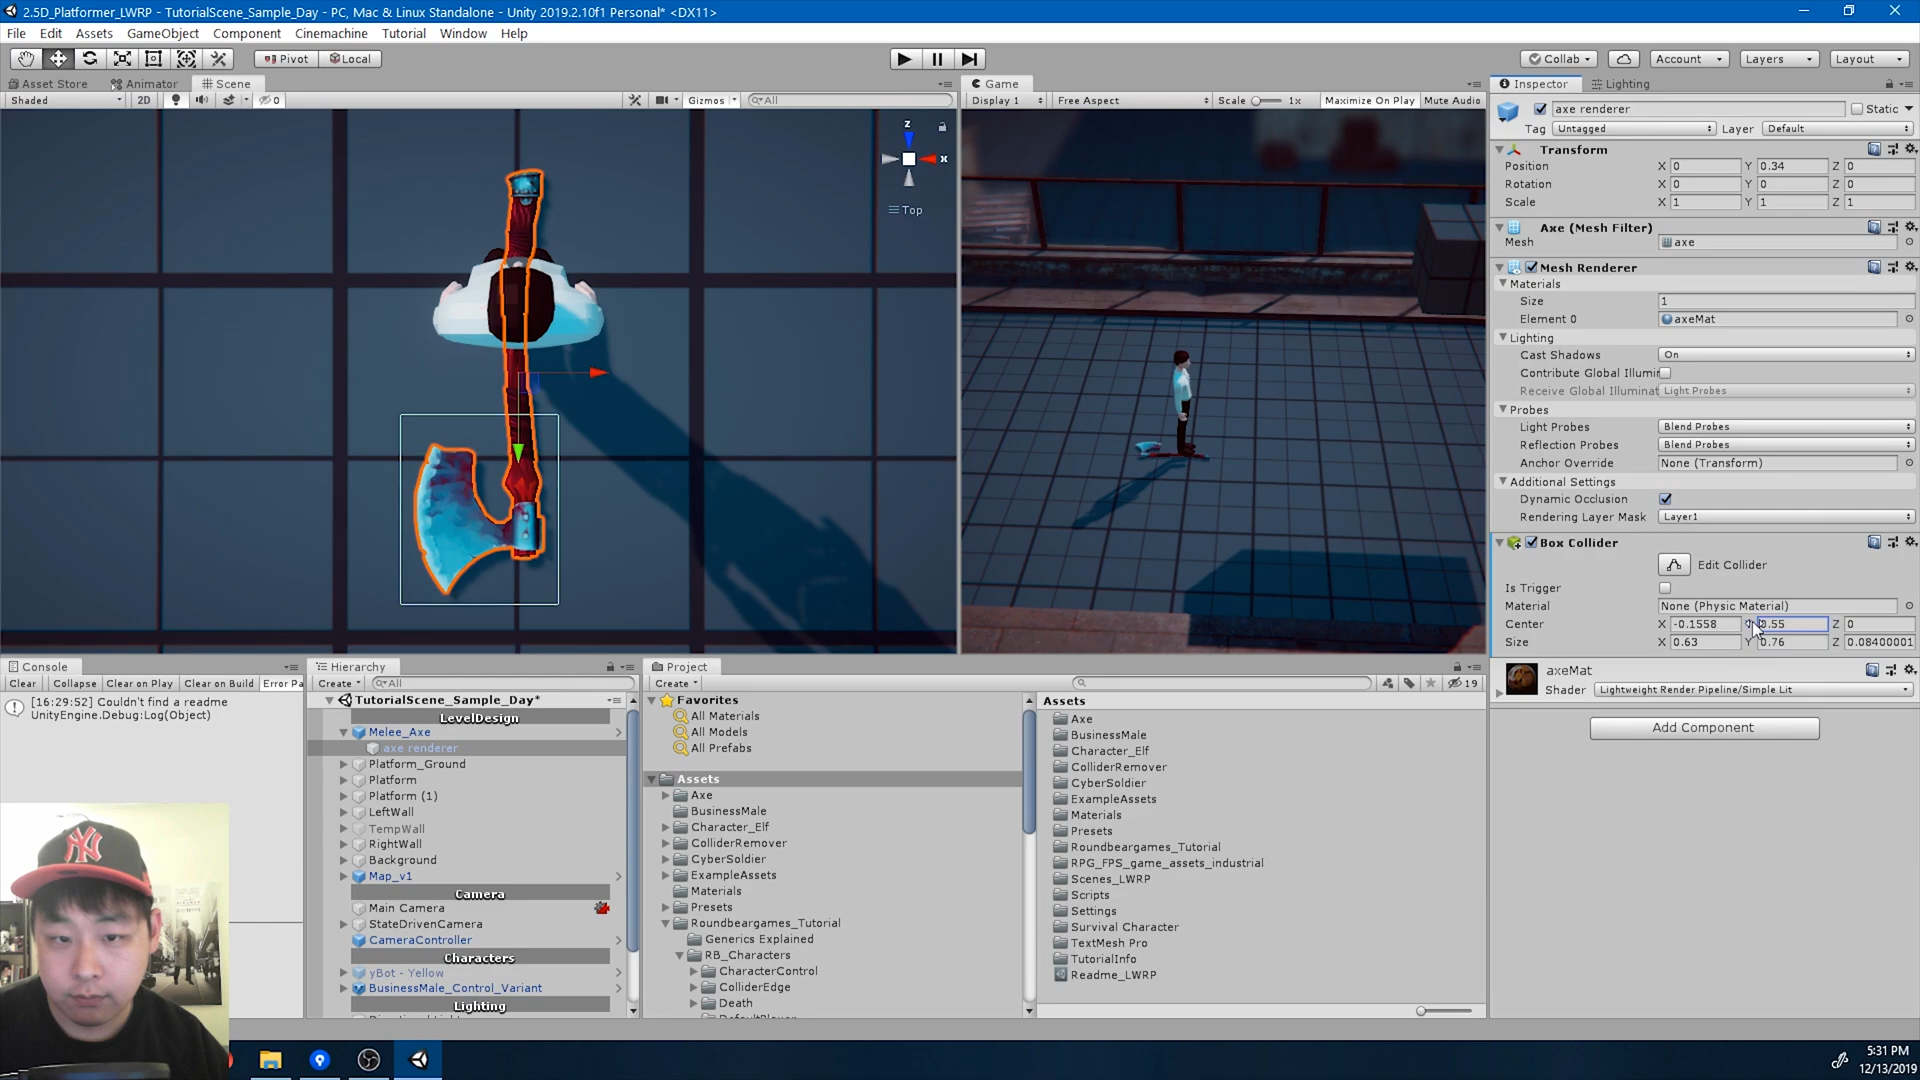 2.5D_Platformer_LWRP - TutorialScene_Sample_Day - PC, Mac & Linux Standalone - Unity 2019.2.10f1 Personal* <DX11>
File Edit Assets GameObject Component Cinemachine Tutorial Window Help
Pivot Local Collab Account Layers Layout
Asset Store Animator Scene Game Inspector Lighting
Shaded 2D 0 Gizmos All Display 1 Free Aspect Scale 1x Maximize On Play Mute Audio
axe renderer Static
Tag Untagged Layer Default
Transform
Position X 0 Y 0.34 Z 0
Rotation X 0 Y 0 Z 0
Scale X 1 Y 1 Z 1
Axe (Mesh Filter)
Mesh axe
Mesh Renderer
Materials
Size 1
Element 0 axeMat
Lighting
Cast Shadows On
Contribute Global Illumin
Receive Global Illuminat Light Probes
Probes
Light Probes Blend Probes
Reflection Probes Blend Probes
Anchor Override None (Transform)
Additional Settings
Dynamic Occlusion
Rendering Layer Mask Layer1
Box Collider
Edit Collider
Is Trigger
Material None (Physic Material)
Center X -0.1558 0.55 Z 0
Size X 0.63 Y 0.76 Z 0.08400001
axeMat
Shader Lightweight Render Pipeline/Simple Lit
Add Component
z
x
Top
Console
Clear Collapse Clear on Play Clear on Build Error Pa
[16:29:52] Couldn't find a readme
UnityEngine.Debug:Log(Object)
Hierarchy
Create All
TutorialScene_Sample_Day*
LevelDesign
Melee_Axe
axe renderer
Platform_Ground
Platform
Platform (1)
LeftWall
TempWall
RightWall
Background
Map_v1
Camera
Main Camera
StateDrivenCamera
CameraController
Characters
yBot - Yellow
BusinessMale_Control_Variant
Lighting
Project
Create 19
Favorites
All Materials
All Models
All Prefabs
Assets
Axe
BusinessMale
Character_Elf
ColliderRemover
CyberSoldier
ExampleAssets
Materials
Presets
Roundbeargames_Tutorial
Generics Explained
RB_Characters
CharacterControl
ColliderEdge
Death
Assets
Axe
BusinessMale
Character_Elf
ColliderRemover
CyberSoldier
ExampleAssets
Materials
Presets
Roundbeargames_Tutorial
RPG_FPS_game_assets_industrial
Scenes_LWRP
Scripts
Settings
Survival Character
TextMesh Pro
TutorialInfo
Readme_LWRP
5:31 PM
12/13/2019